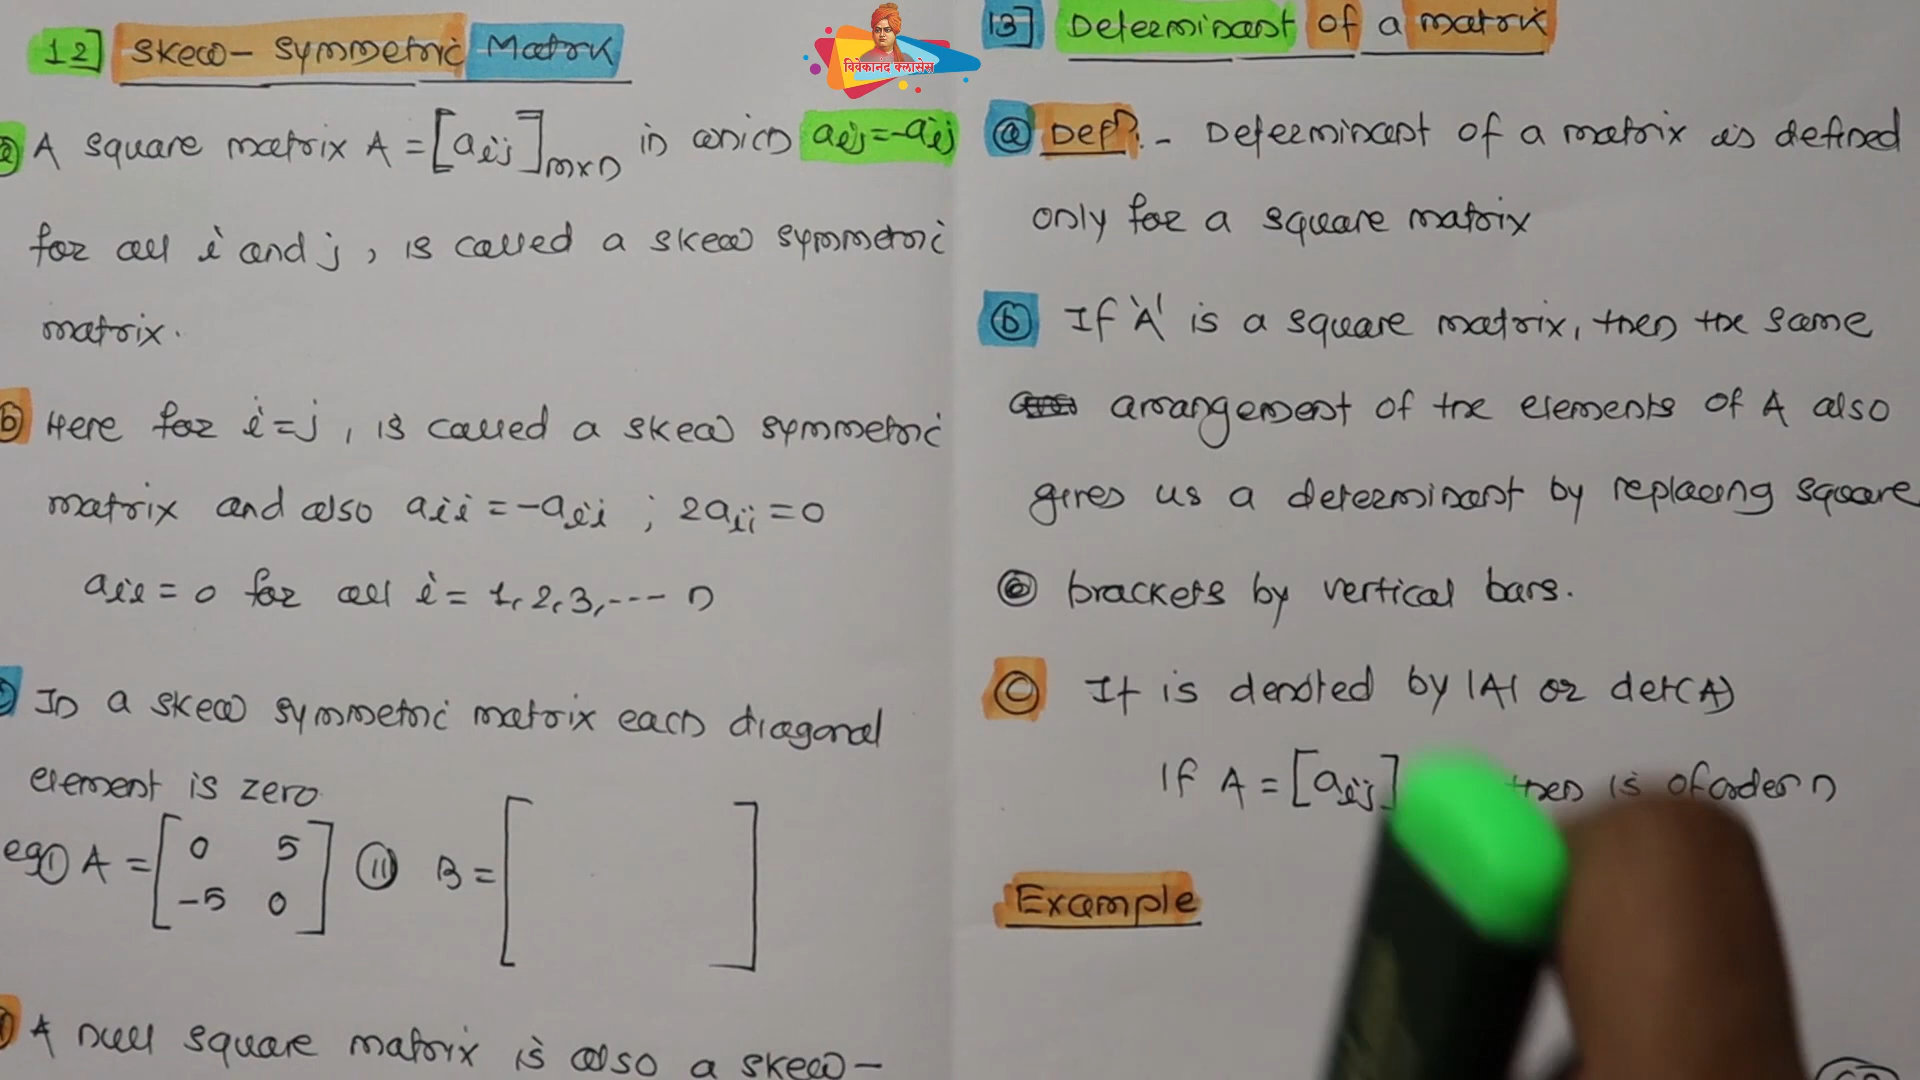 12] Skew- Symmetric Matrix
A square matrix A = [aij]m×n in which aij=-aij
for all i and j, is called a skew symmetric
matrix.
b Here for i=j, is called a skew symmetric
matrix and also aii = -aii ; 2aii = 0
aii = 0 for all i = 1,2,3,---- n
In a skew symmetric matrix each diagonal
element is zero
eg① A = [0 5
-5 0] ⑪ B = [ ]
A null square matrix is also a skew-
विवेकानंद क्लासेस
13] Determinant of a matrix
ⓐ Defn. - Determinant of a matrix is defined
only for a square matrix
ⓑ If 'A' is a square matrix, then the same
arrangement of the elements of A also
gives us a determinant by replacing square
brackets by vertical bars.
ⓒ It is denoted by |A| or det(A)
If A = [aij] then is of order n
Example